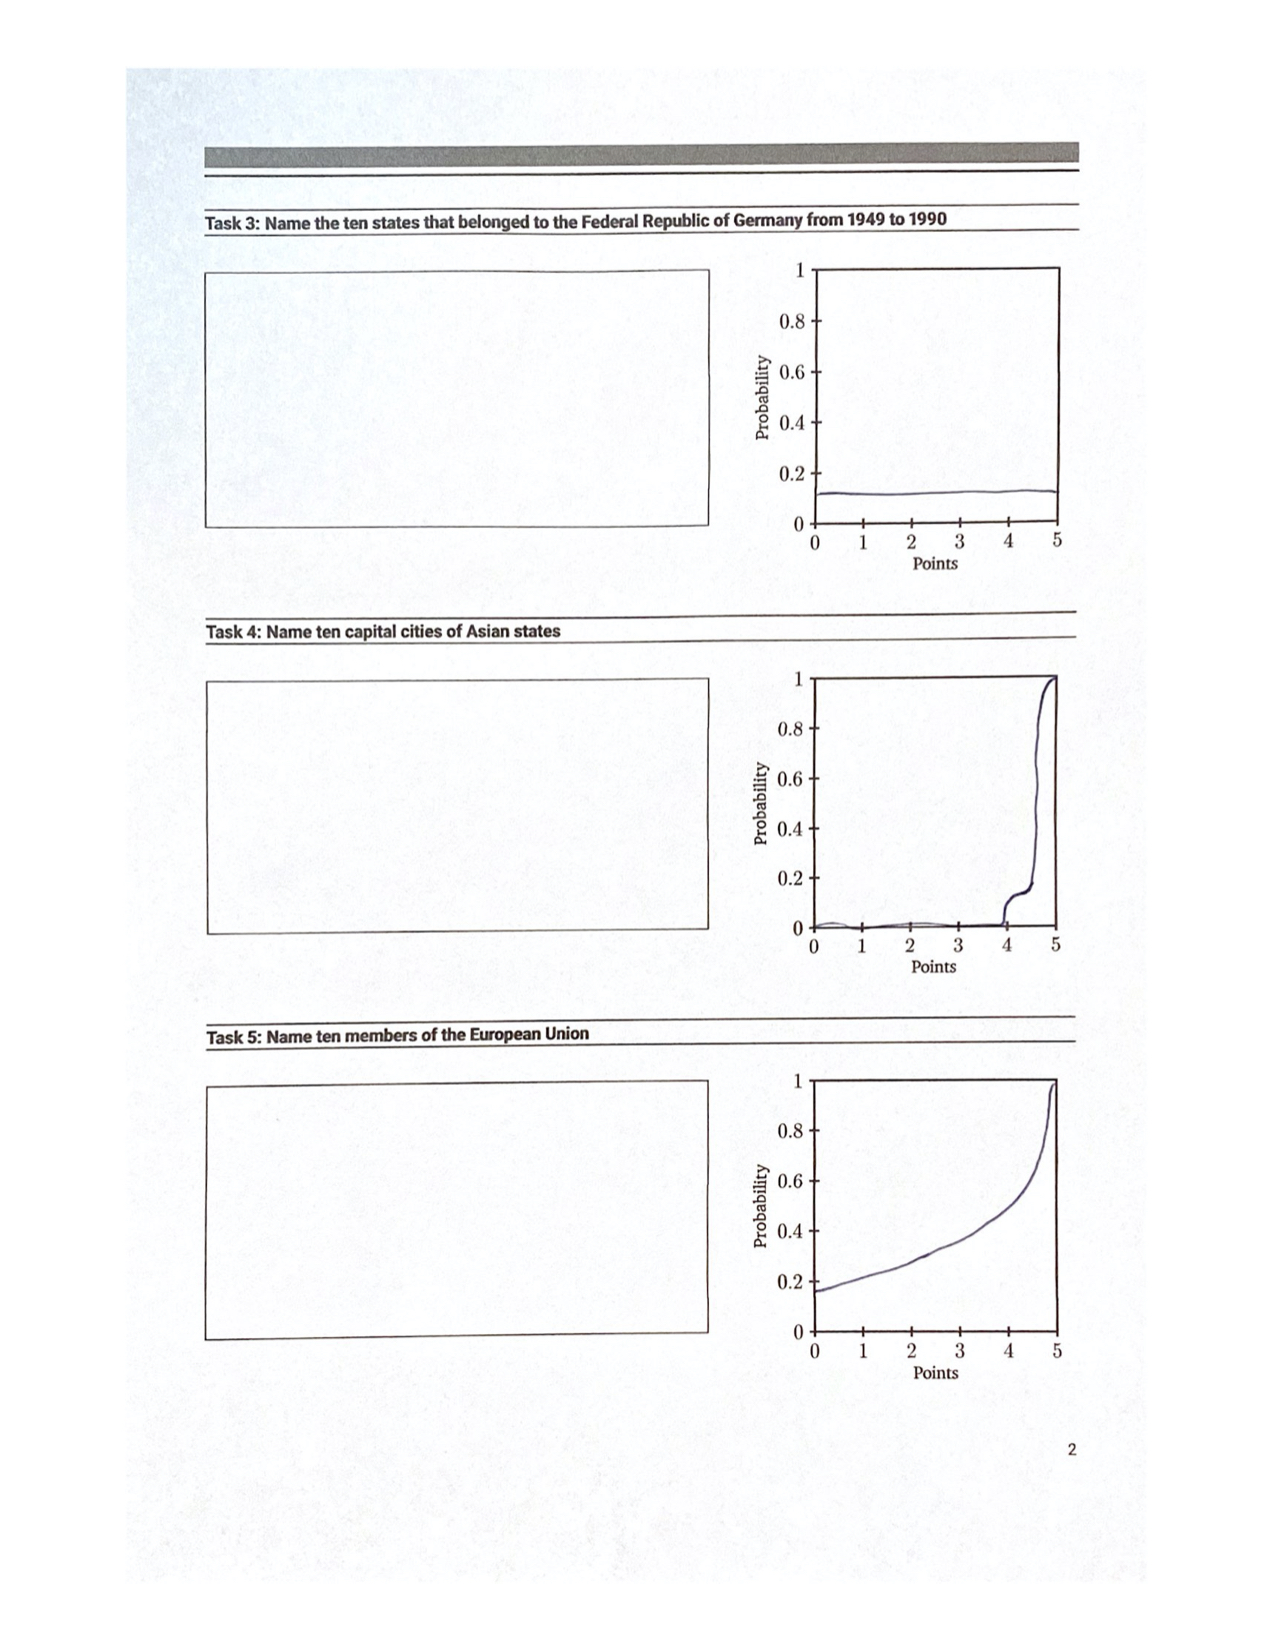 Task 3: Name the ten states that belonged to the Federal Republic of Germany from 1949 to 1990
1
0.8
0.6
0.4
0.2
0
Probability
0 1 2 3 4 5
Points
Task 4: Name ten capital cities of Asian states
1
0.8
0.6
0.4
0.2
0
Probability
0 1 2 3 4 5
Points
Task 5: Name ten members of the European Union
1
0.8
0.6
0.4
0.2
0
Probability
0 1 2 3 4 5
Points
2